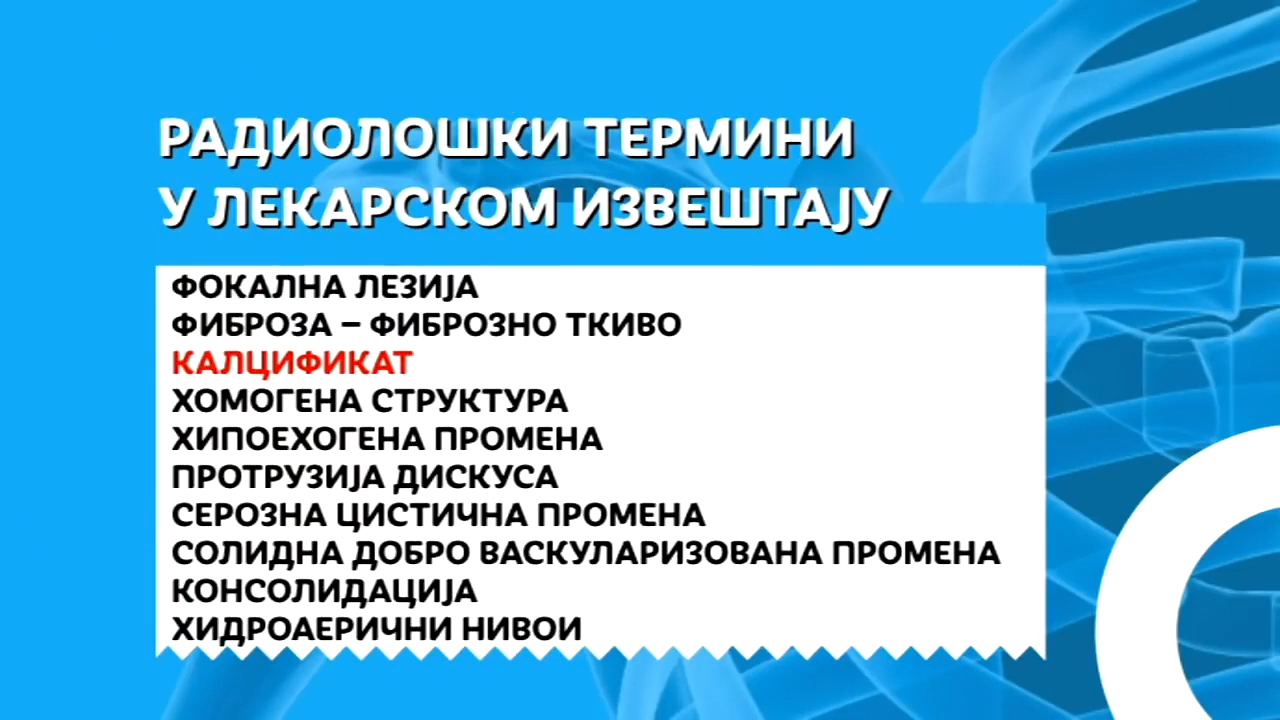 РАДИОЛОШКИ ТЕРМИНИ
У ЛЕКАРСКОМ ИЗВЕШТАЈУ
ФОКАЛНА ЛЕЗИЈА
ФИБРОЗА – ФИБРОЗНО ТКИВО
КАЛЦИФИКАТ
ХОМОГЕНА СТРУКТУРА
ХИПОЕХОГЕНА ПРОМЕНА
ПРОТРУЗИЈА ДИСКУСА
СЕРОЗНА ЦИСТИЧНА ПРОМЕНА
СОЛИДНА ДОБРО ВАСКУЛАРИЗОВАНА ПРОМЕНА
КОНСОЛИДАЦИЈА
ХИДРОАЕРИЧНИ НИВОИ